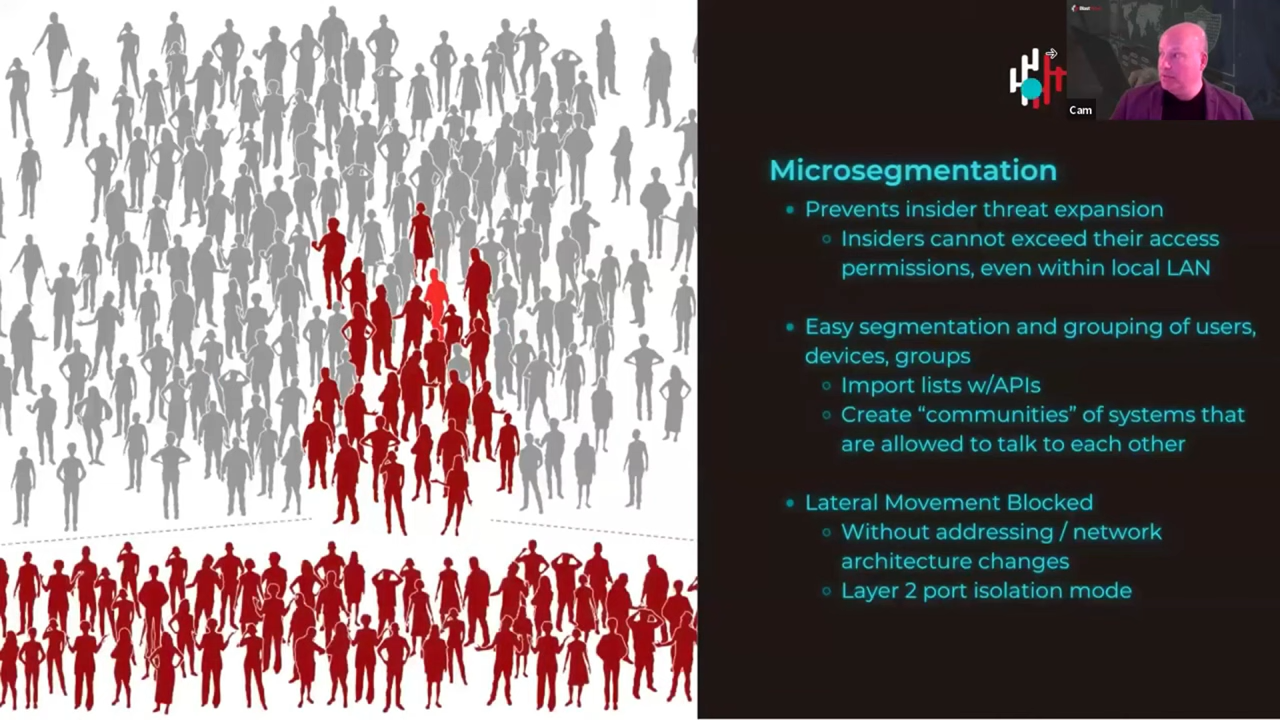 Cam
Microsegmentation
• Prevents insider threat expansion
○ Insiders cannot exceed their access
permissions, even within local LAN
• Easy segmentation and grouping of users,
devices, groups
○ Import lists w/APIs
○ Create “communities” of systems that
are allowed to talk to each other
• Lateral Movement Blocked
○ Without addressing / network
architecture changes
○ Layer 2 port isolation mode